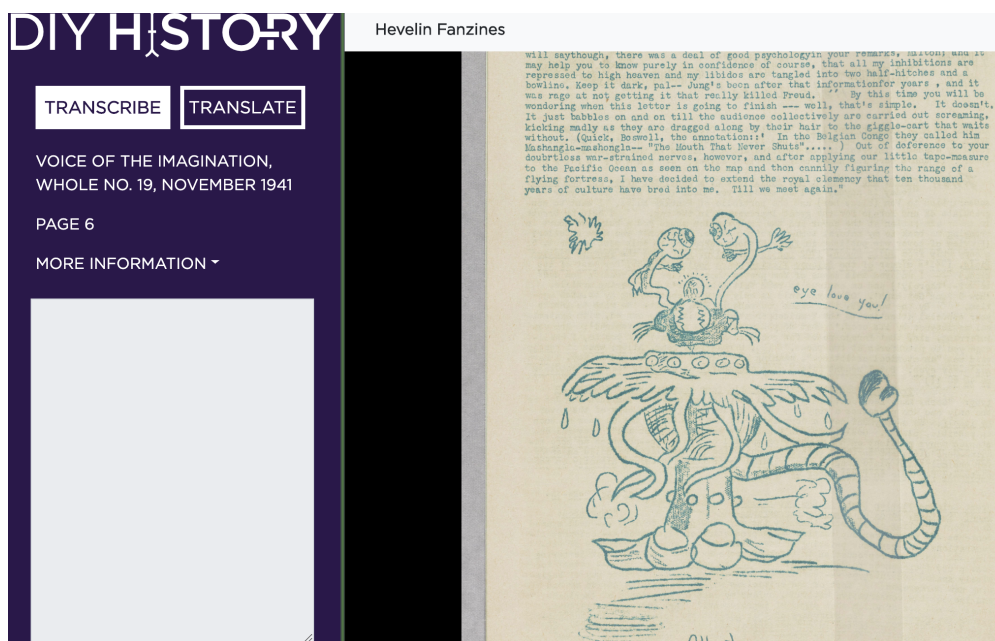 DIY HISTORY
Hevelin Fanzines
TRANSCRIBE TRANSLATE
VOICE OF THE IMAGINATION,
WHOLE NO. 19, NOVEMBER 1941
PAGE 6
MORE INFORMATION
will saythough, there was a deal of good psychologyin your remarks, Milton; and it
may help you to know purely in confidence of course, that all my inhibitions are
repressed to high heaven and my libidos are tangled into two half-hitches and a
bowline. Keep it dark, pal-- Jung's been after that informationfor years , and it
was rage at not getting it that really killed Freud. By this time you will be
wondering when this letter is going to finish --- well, that's simple. It doesn't.
It just babbles on and on till the audience collectively are carried out screaming,
kicking madly as they are dragged along by their hair to the giggle-cart that waits
without. (Quick, Boswell, the annotation::' In the Belgian Congo they called him
Mashangla-mashongla-- "The Mouth That Never Shuts".....) Out of deference to your
doubrtless war-strained nerves, however, and after applying our little tape-measure
to the Pacific Ocean as seen on the map and then cannily figuring the range of a
flying fortress, I have decided to extend the royal clemency that ten thousand
years of culture have bred into me. Till we meet again."
eye love you!